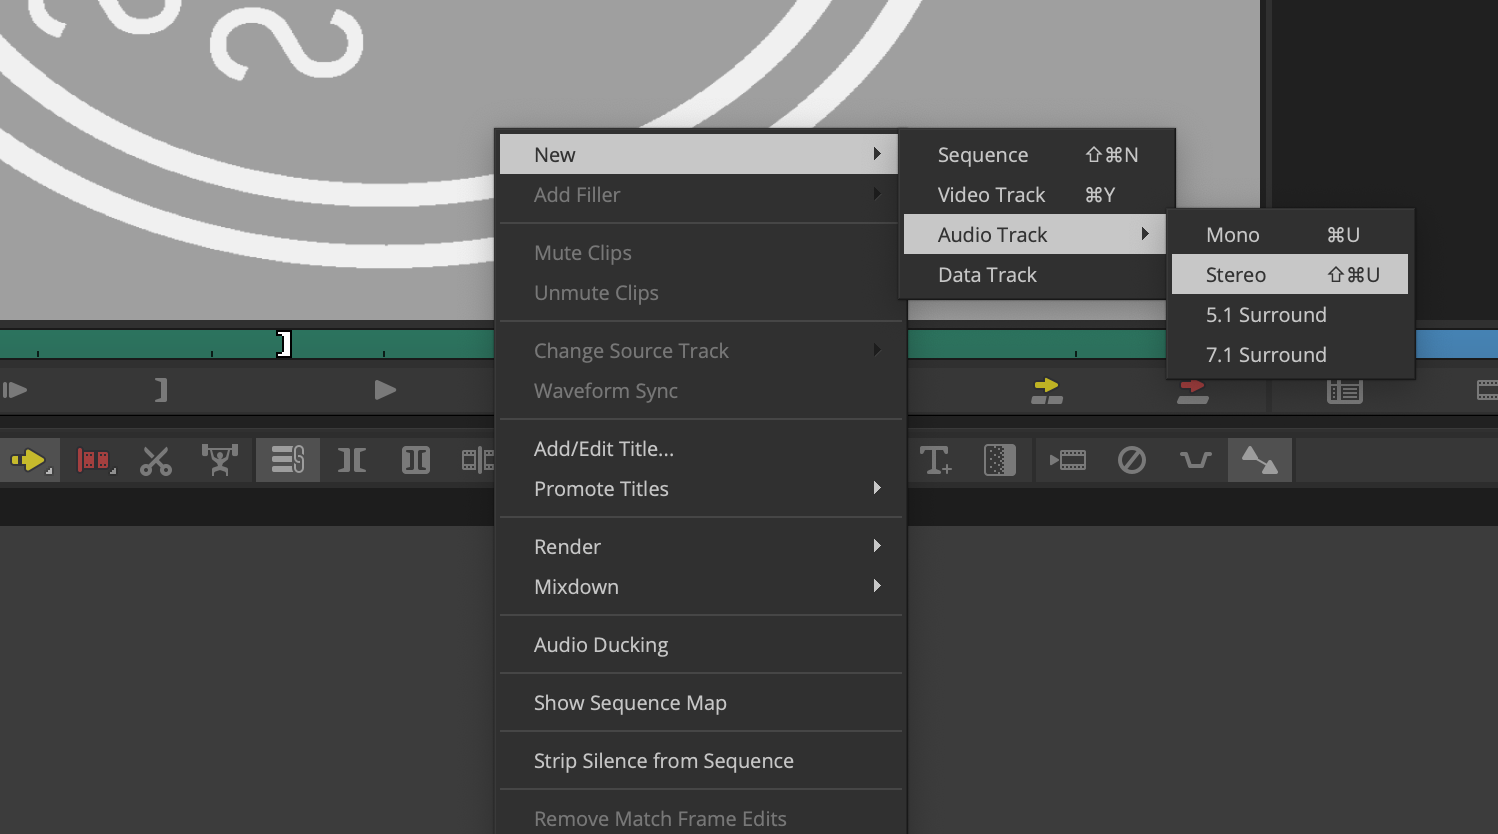 New
Add Filler
Mute Clips
Unmute Clips
Change Source Track
Waveform Sync
Add/Edit Title...
Promote Titles
Render
Mixdown
Audio Ducking
Show Sequence Map
Strip Silence from Sequence
Remove Match Frame Edits
Sequence ⇧⌘N
Video Track ⌘Y
Audio Track
Data Track
Mono ⌘U
Stereo ⇧⌘U
5.1 Surround
7.1 Surround